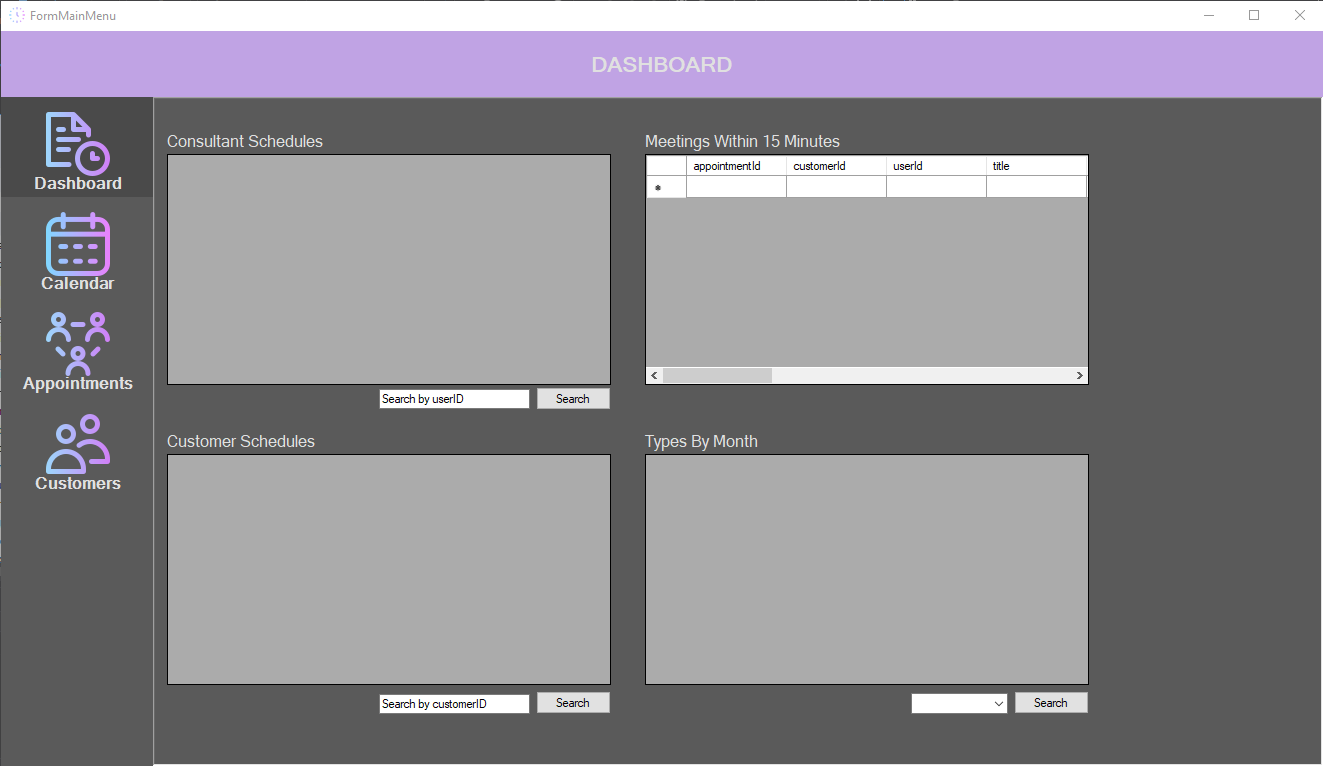 FormMainMenu
DASHBOARD
Dashboard
Calendar
Appointments
Customers
Consultant Schedules
Search by userID
Search
Meetings Within 15 Minutes
appointmentId customerId userId title
Customer Schedules
Search by customerID
Search
Types By Month
Search